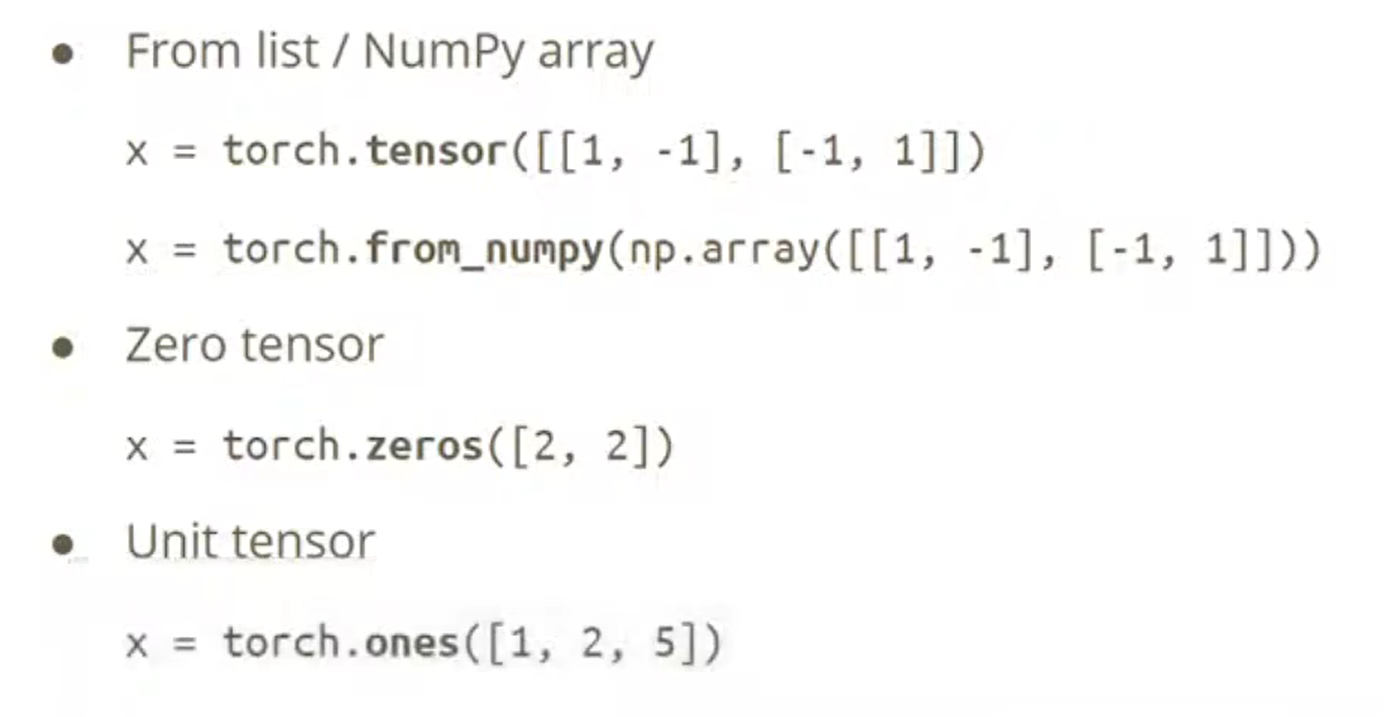 ● From list / NumPy array
x = torch.tensor([[1, -1], [-1, 1]])
x = torch.from_numpy(np.array([[1, -1], [-1, 1]]))
● Zero tensor
x = torch.zeros([2, 2])
● Unit tensor
x = torch.ones([1, 2, 5])